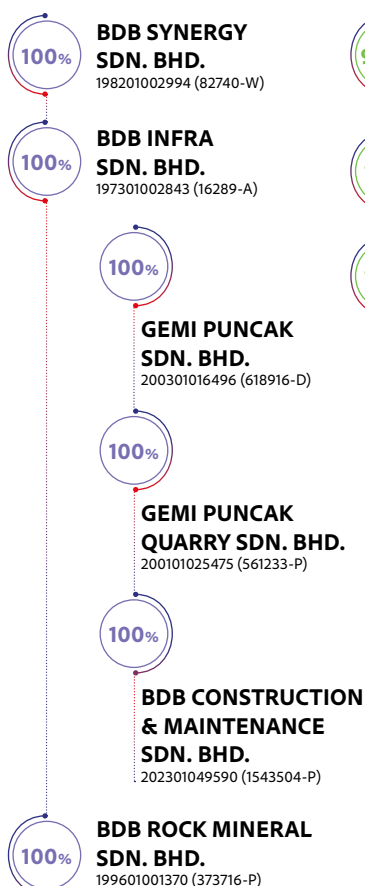 100%
BDB SYNERGY
SDN. BHD.
198201002994 (82740-W)
100%
BDB INFRA
SDN. BHD.
197301002843 (16289-A)
100%
GEMI PUNCAK
SDN. BHD.
200301016496 (618916-D)
100%
GEMI PUNCAK
QUARRY SDN. BHD.
200101025475 (561233-P)
100%
BDB CONSTRUCTION
& MAINTENANCE
SDN. BHD.
202301049590 (1543504-P)
100%
BDB ROCK MINERAL
SDN. BHD.
199601001370 (373716-P)